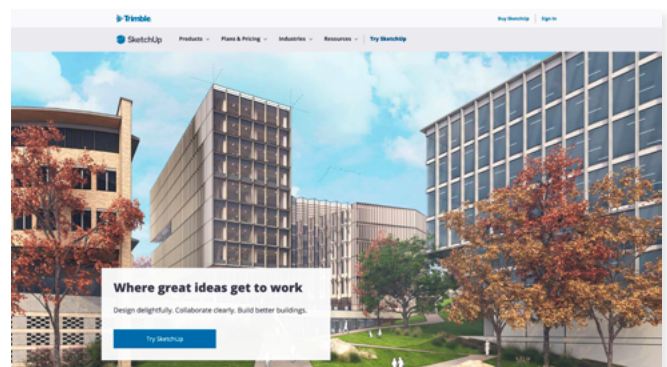 Trimble
Buy SketchUp
Sign In
SketchUp
Products
Plans & Pricing
Industries
Resources
Try SketchUp
Where great ideas get to work
Design delightfully. Collaborate clearly. Build better buildings.
Try SketchUp